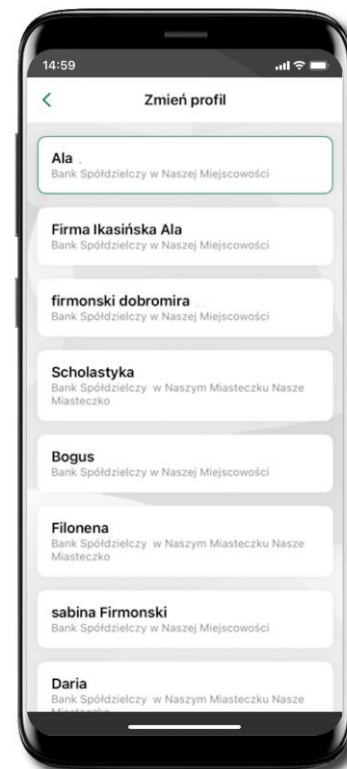 14:59
Zmień profil
Ala
Bank Spółdzielczy w Naszej Miejscowości
Firma Ikasińska Ala
Bank Spółdzielczy w Naszej Miejscowości
firmonski dobromira
Bank Spółdzielczy w Naszej Miejscowości
Scholastyka
Bank Spółdzielczy w Naszym Miasteczku Nasze
Miasteczko
Bogus
Bank Spółdzielczy w Naszej Miejscowości
Filonena
Bank Spółdzielczy w Naszym Miasteczku Nasze
Miasteczko
sabina Firmonski
Bank Spółdzielczy w Naszej Miejscowości
Daria
Bank Spółdzielczy w Naszym Miasteczku Nasze